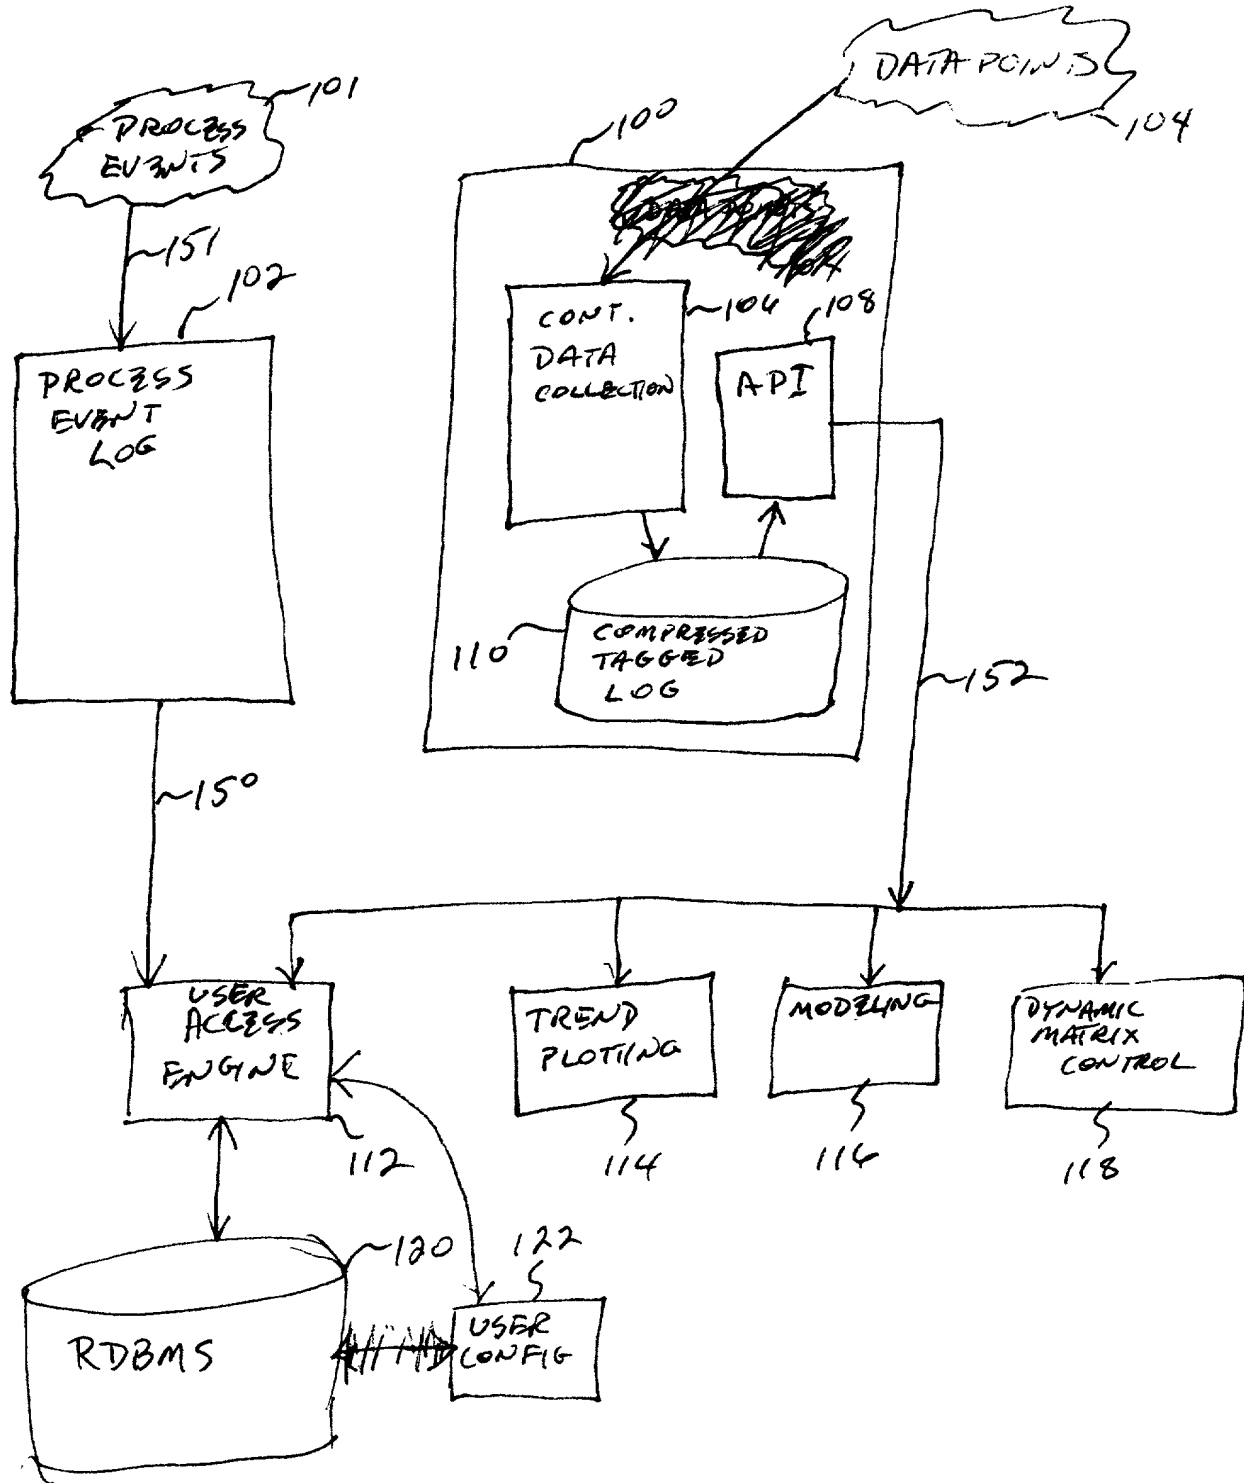 DATA POINTS
104
101
PROCESS
EVENTS
100
151
102
PROCESS
EVENT
LOG
CONT.
DATA
COLLECTION
106
108
API
110
COMPRESSED
TAGGED
LOG
152
150
USER
ACCESS
ENGINE
112
TREND
PLOTTING
114
MODELING
116
DYNAMIC
MATRIX
CONTROL
118
120
RDBMS
122
USER
CONFIG